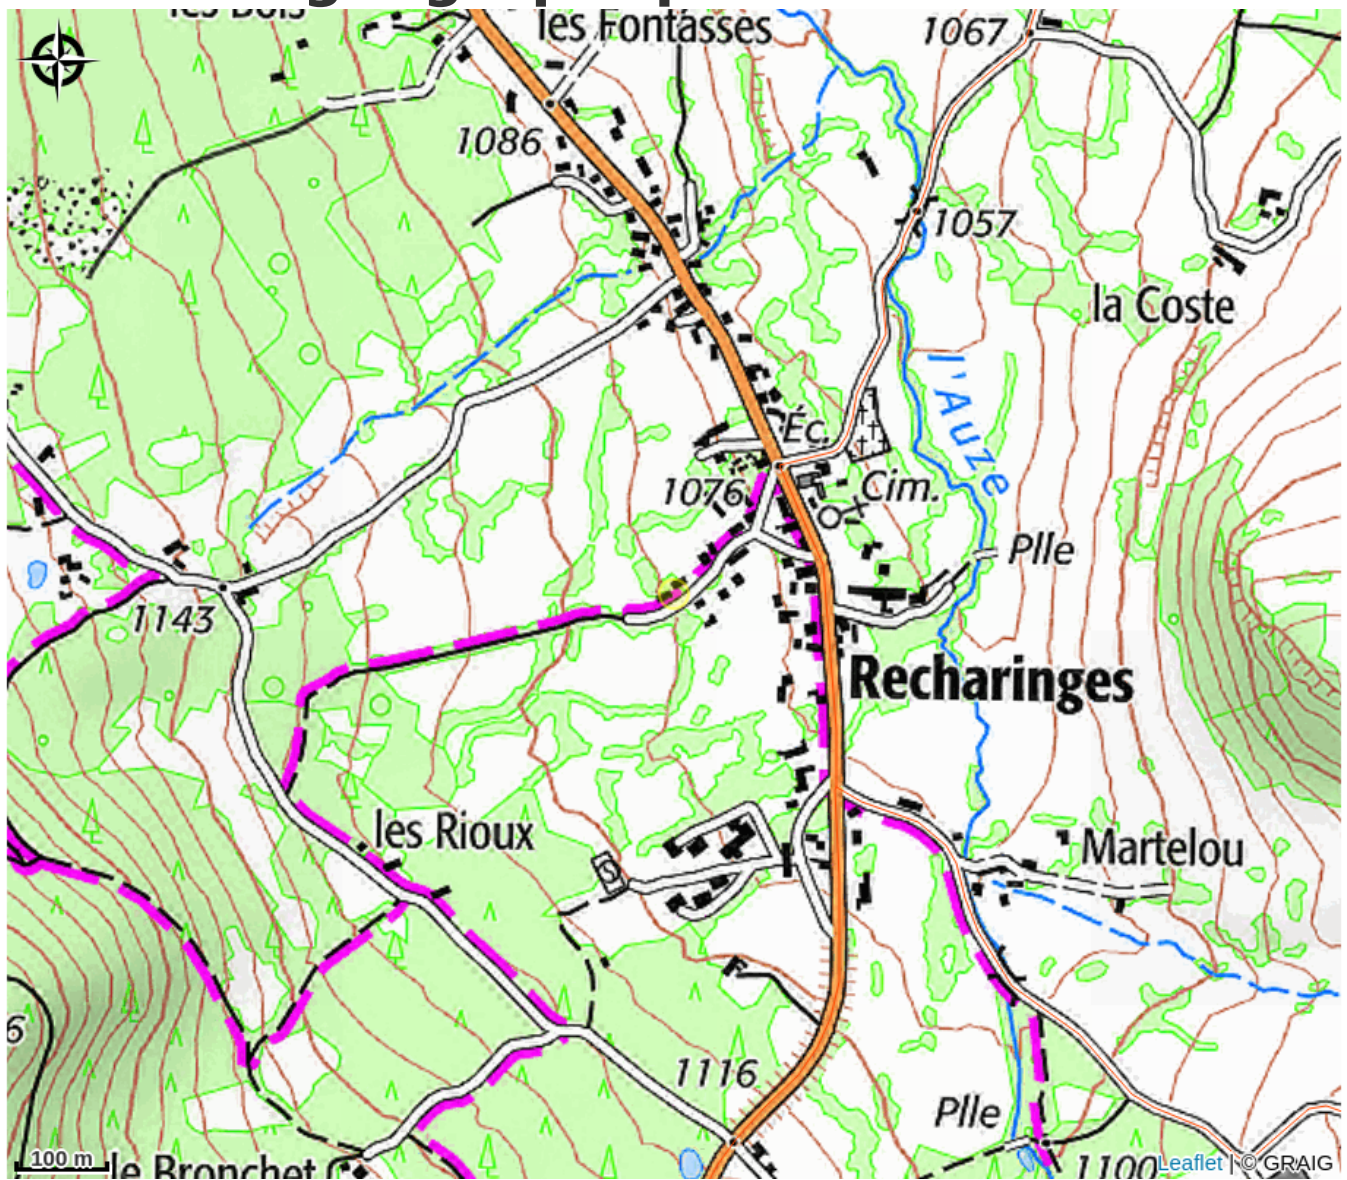 les Fontasses
1067
1086
1057
la Coste
l'Auze
Éc.
1076
Cim.
Plle
1143
Recharinges
les Rioux
S
Martelou
6
1116
Plle
100 m
le Bronchet
1100
Leaflet | © GRAIG